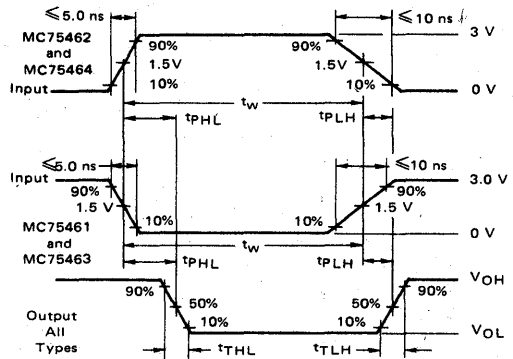 ≤5.0 ns
≤10 ns
MC75462
and
MC75464
90%
90%
3 V
1.5V
1.5V
10%
10%
Input
0 V
tw
tPHL
tPLH
≤5.0 ns
≤10 ns
Input
90%
90%
3.0 V
1.5 V
1.5 V
10%
10%
0 V
MC75461
and
MC75463
tw
tPHL
tPLH
VOH
90%
90%
Output
All
Types
50%
50%
10%
10%
VOL
tTHL
tTLH